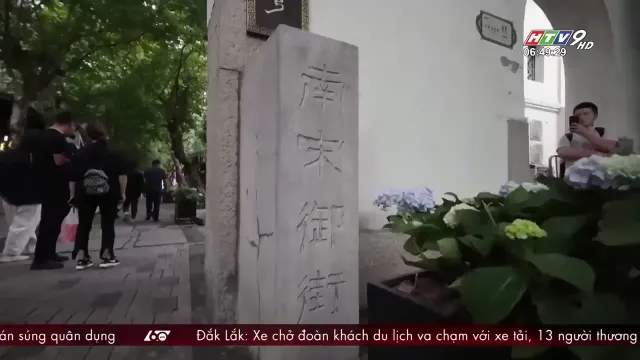 HTV9 HD
06:49:29
南宋御街
án súng quân dụng 60 Đắk Lắk: Xe chở đoàn khách du lịch va chạm với xe tải, 13 người thương